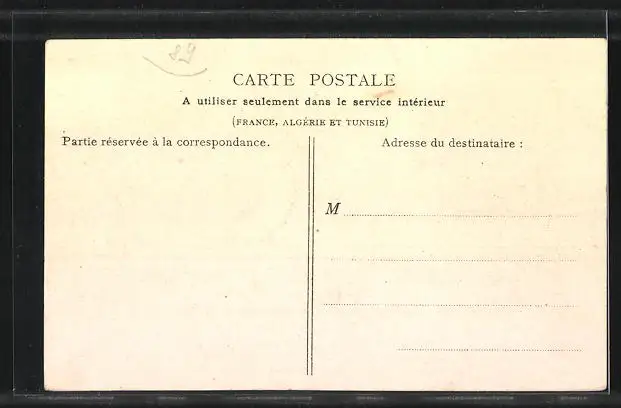 89
CARTE POSTALE
A utiliser seulement dans le service intérieur
(FRANCE, ALGÉRIE ET TUNISIE)
Partie réservée à la correspondance.
Adresse du destinataire :
M